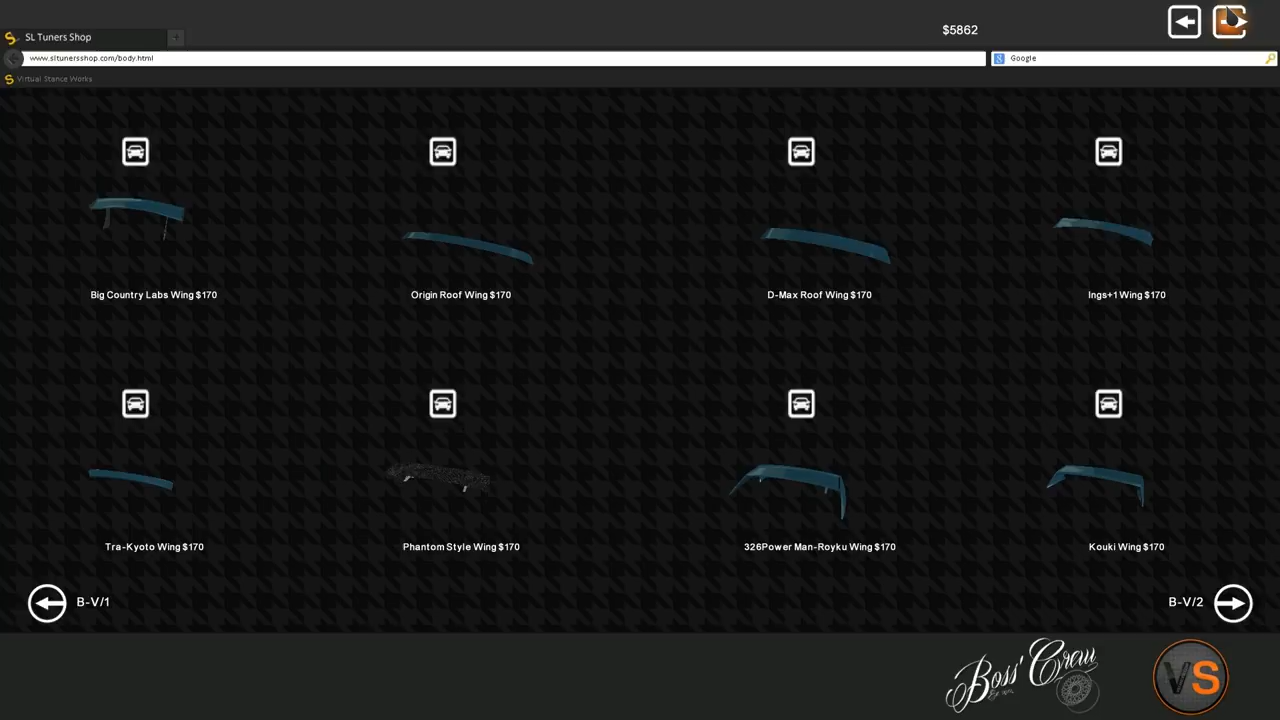 $5862
SL Tuners Shop
www.sltunersshop.com/body.html
Google
Virtual Stance Works
Big Country Labs Wing $170
Origin Roof Wing $170
D-Max Roof Wing $170
Ings+1 Wing $170
Tra-Kyoto Wing $170
Phantom Style Wing $170
326Power Man-Royku Wing $170
Kouki Wing $170
B-V/1
B-V/2
Boss' Crew
VS